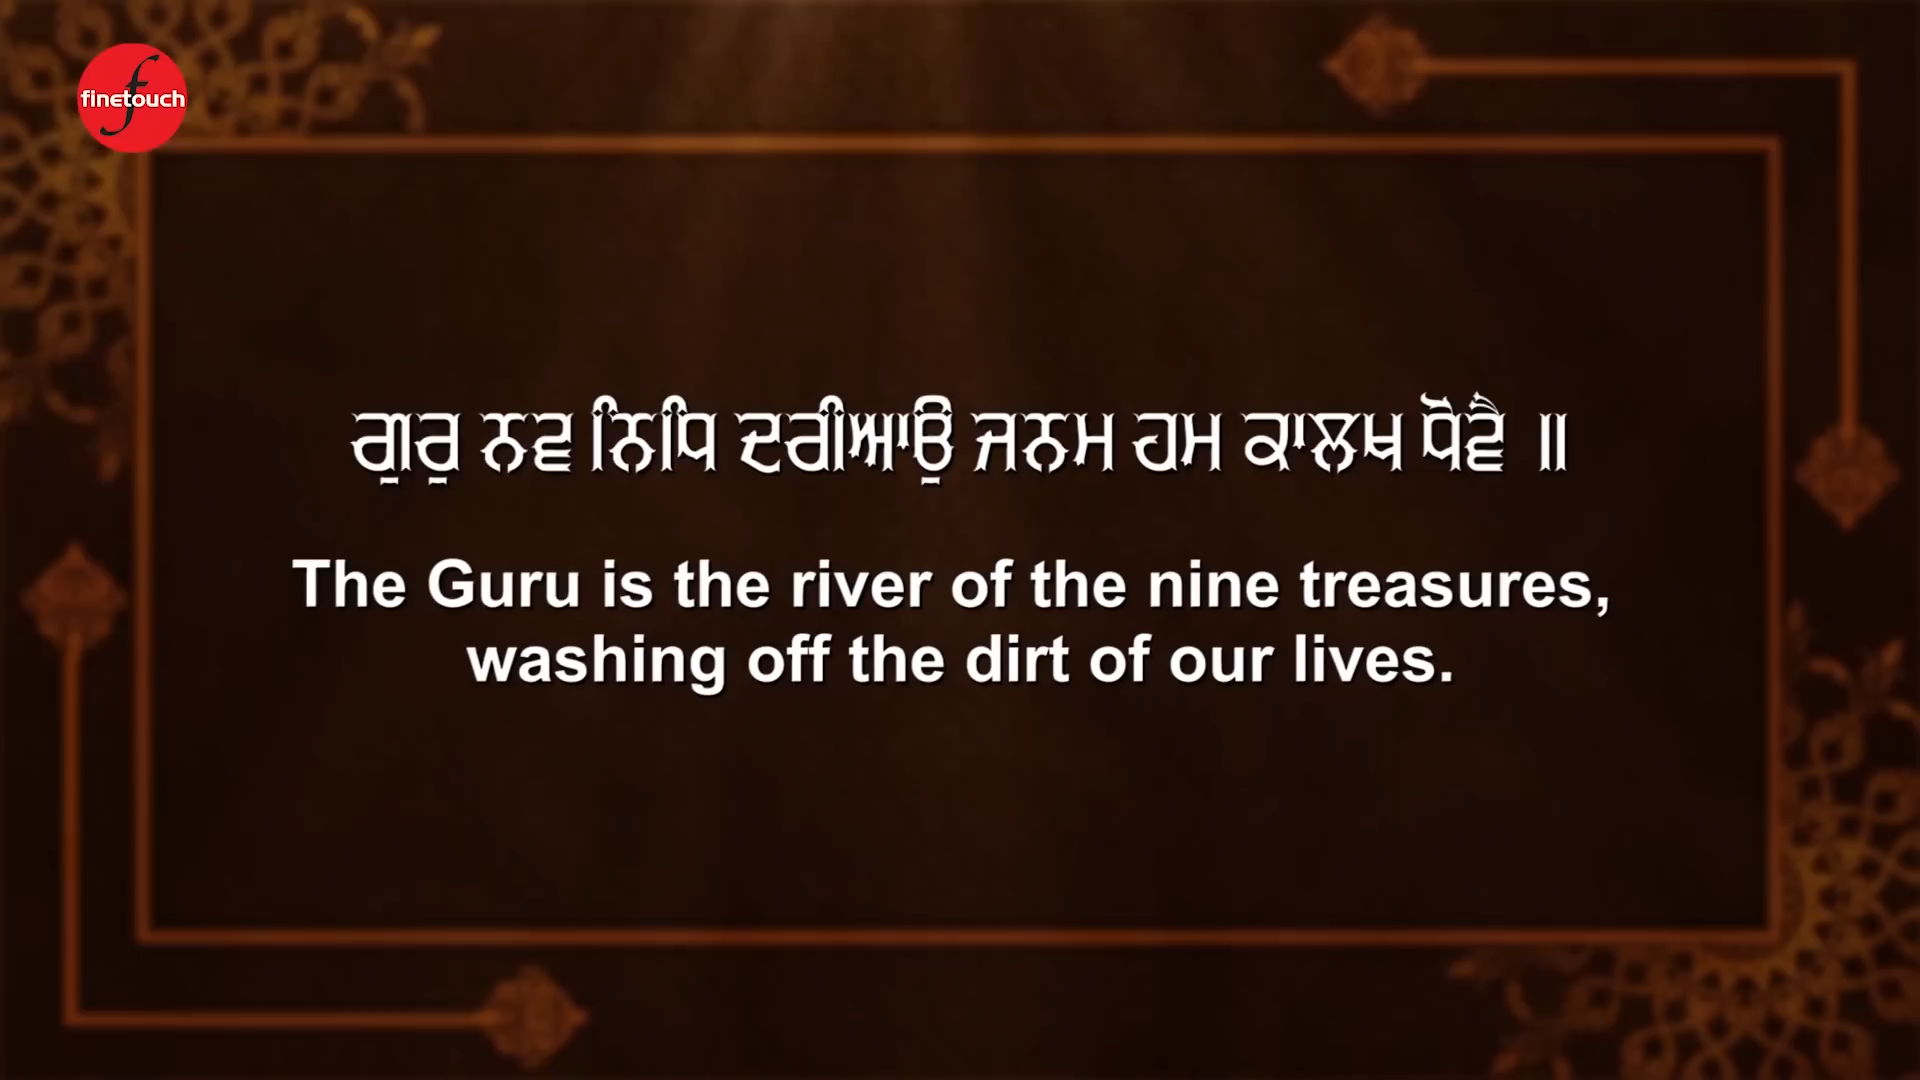 finetouch
ਗੁਰੁ ਨਵ ਨਿਧਿ ਦਰੀਆਉ ਜਨਮ ਹਮ ਕਾਲਖ ਧੋਵੈ ॥
The Guru is the river of the nine treasures,
washing off the dirt of our lives.